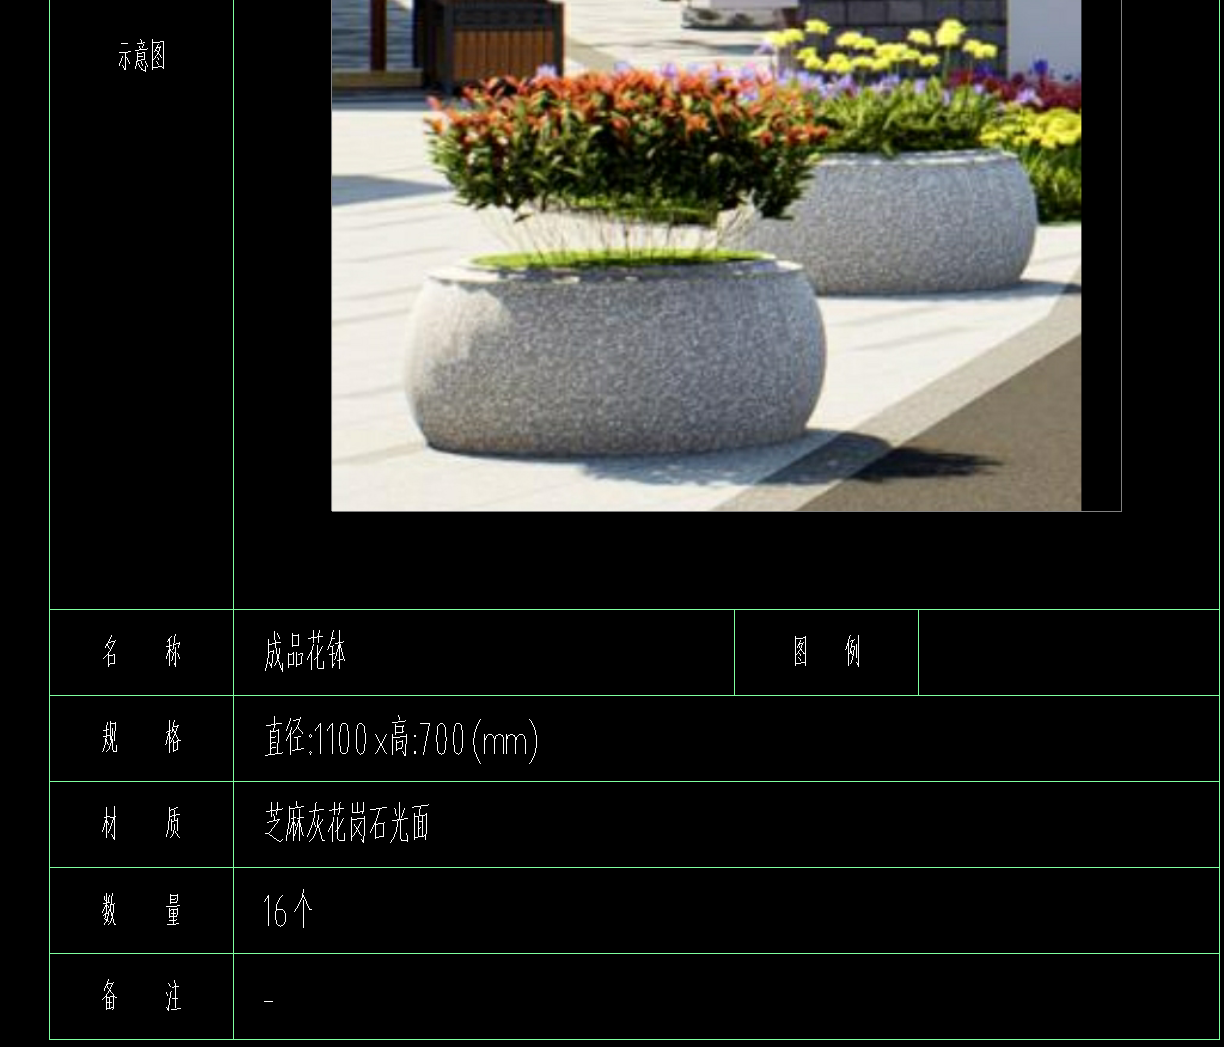 示意图
名 称 成品花钵 图 例
规 格 直径:1100x高:700(mm)
材 质 芝麻灰花岗石光面
数 量 16个
备 注 -